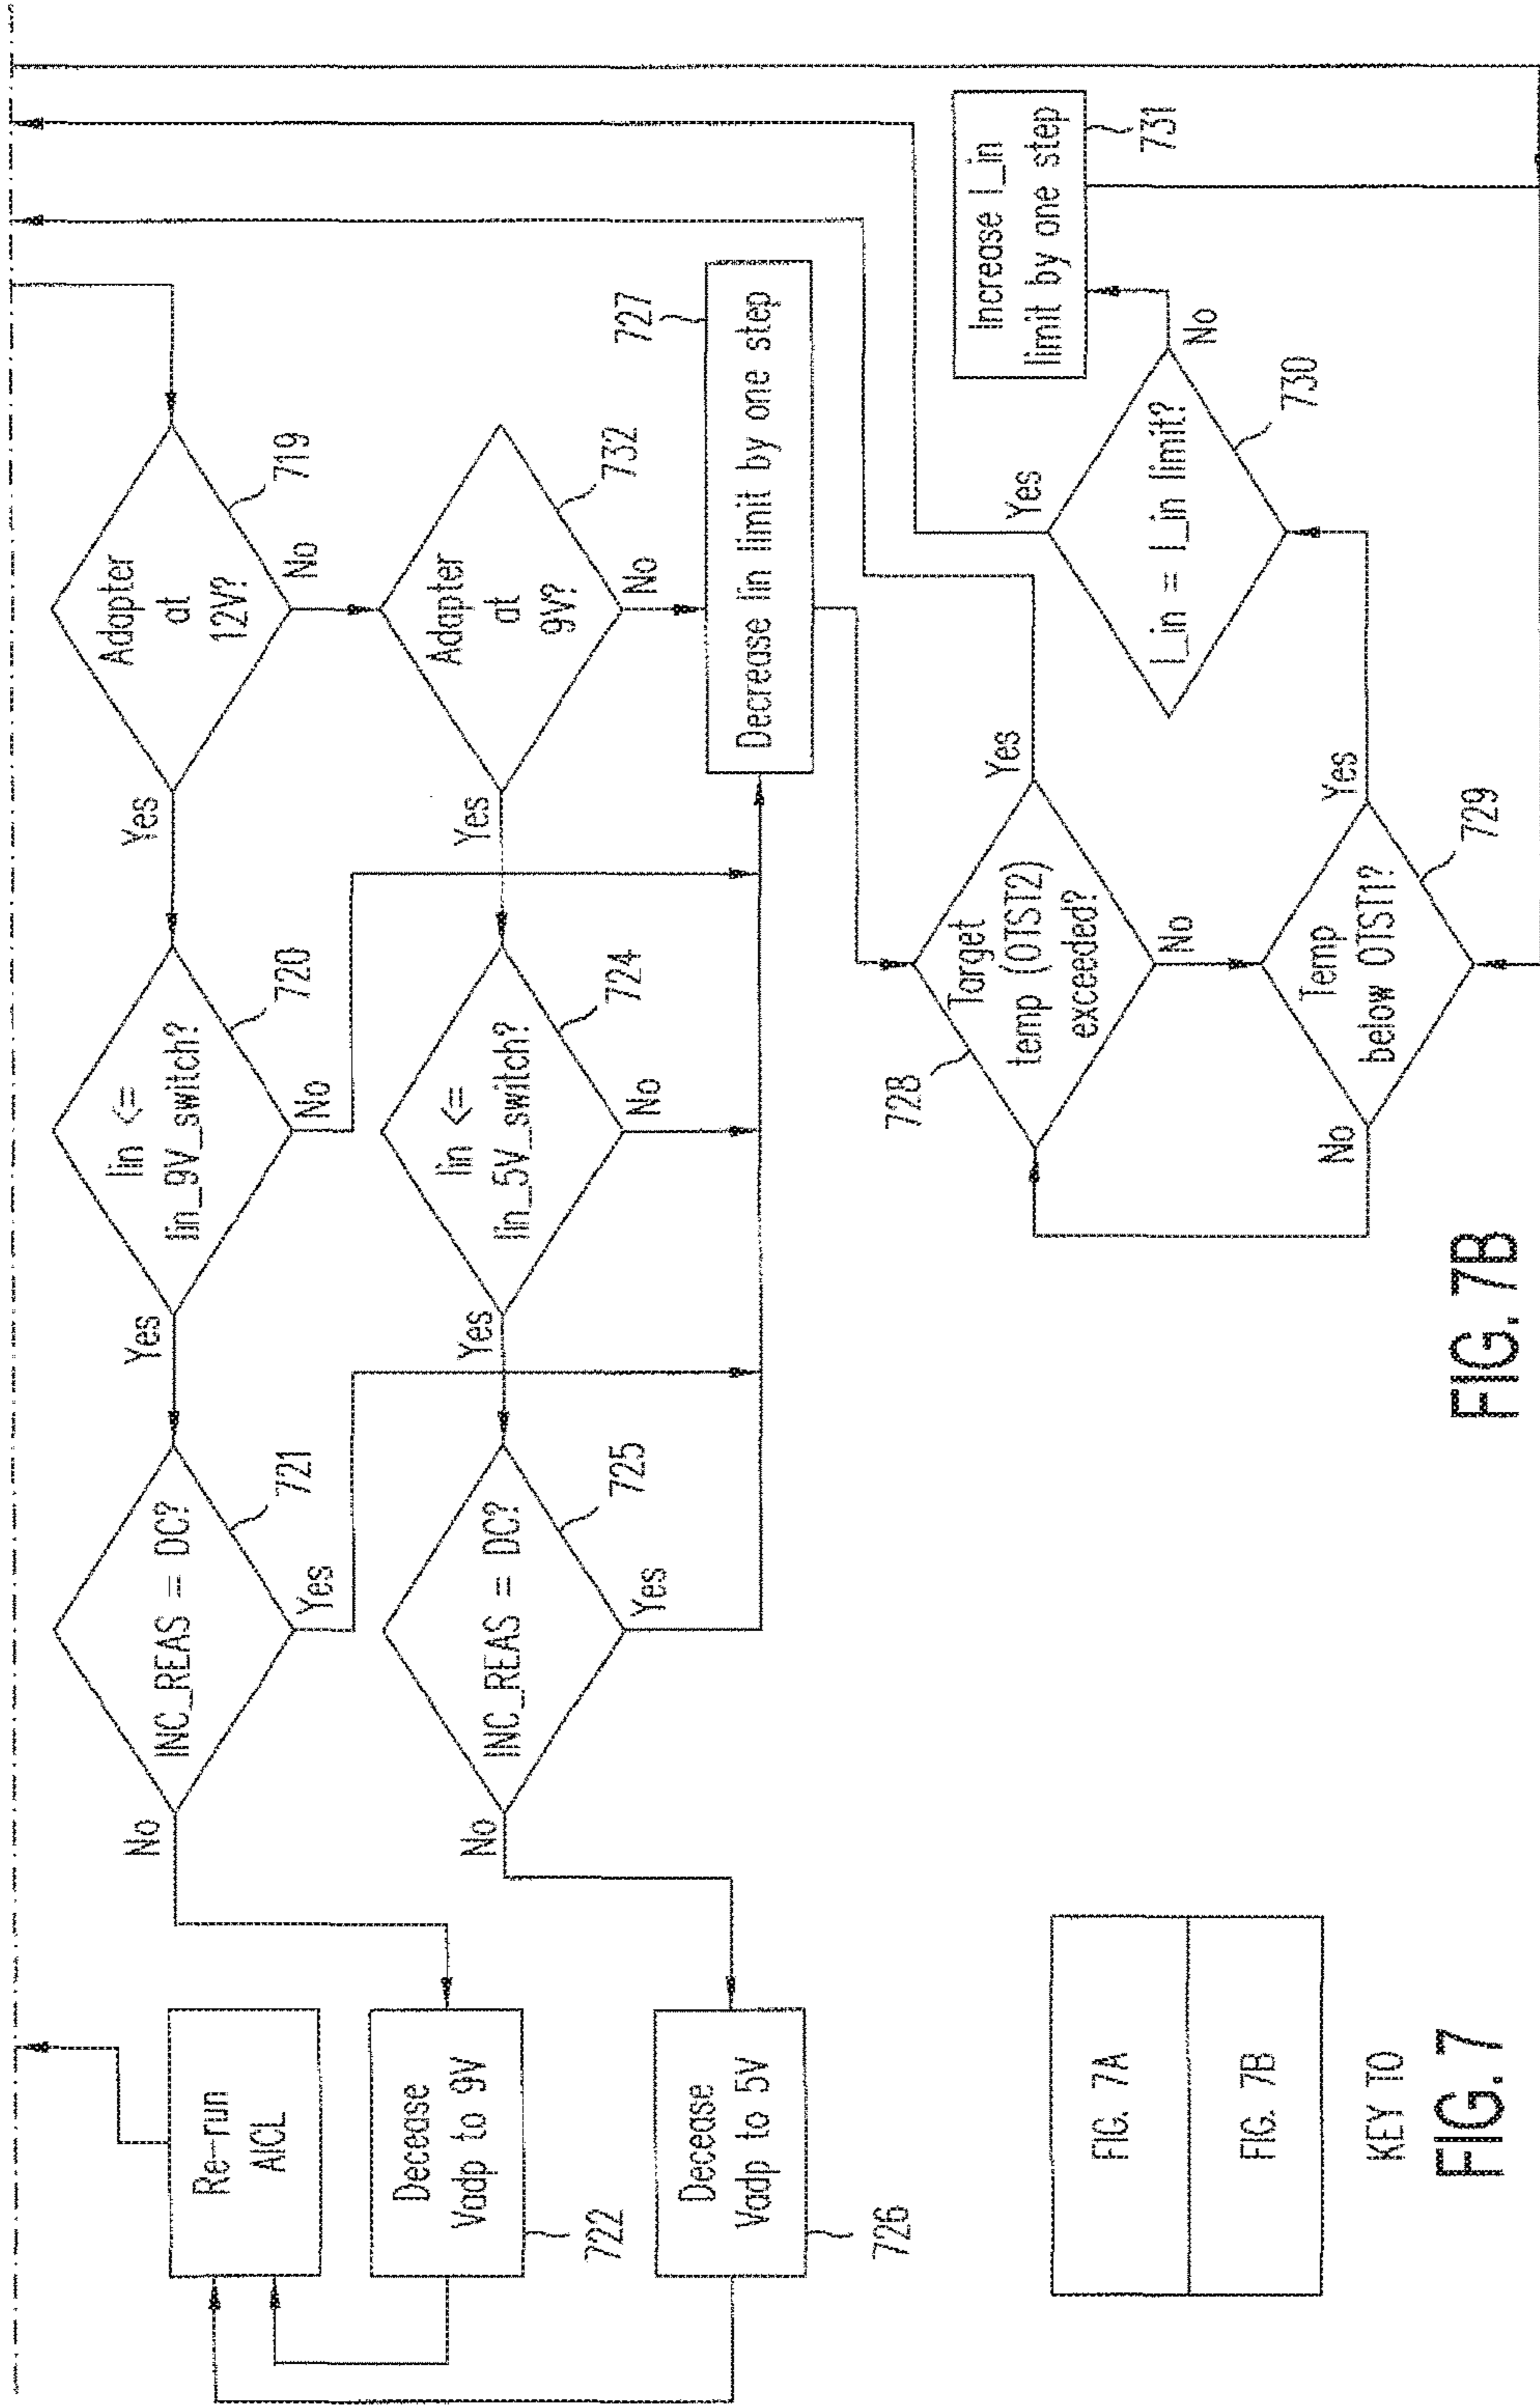 Re-run
AICL
No
INC_REAS = DC?
721
Yes
Yes
Iin <=
Iin_9V_switch?
720
No
Yes
Adapter
at
12V?
719
No
Decease
Vadp to 9V
722
No
INC_REAS = DC?
725
Yes
Yes
Iin <=
Iin_5V_switch?
724
No
Yes
Adapter
at
9V?
732
No
Decease
Vadp to 5V
726
Decrease Iin limit by one step
727
728
Target
temp (OTST2)
exceeded?
Yes
No
Temp
below OTST1?
729
No
Yes
I_in = I_in limit?
730
Yes
No
Increase I_in
limit by one step
731
FIG. 7A
FIG. 7B
KEY TO
FIG. 7
FIG. 7B